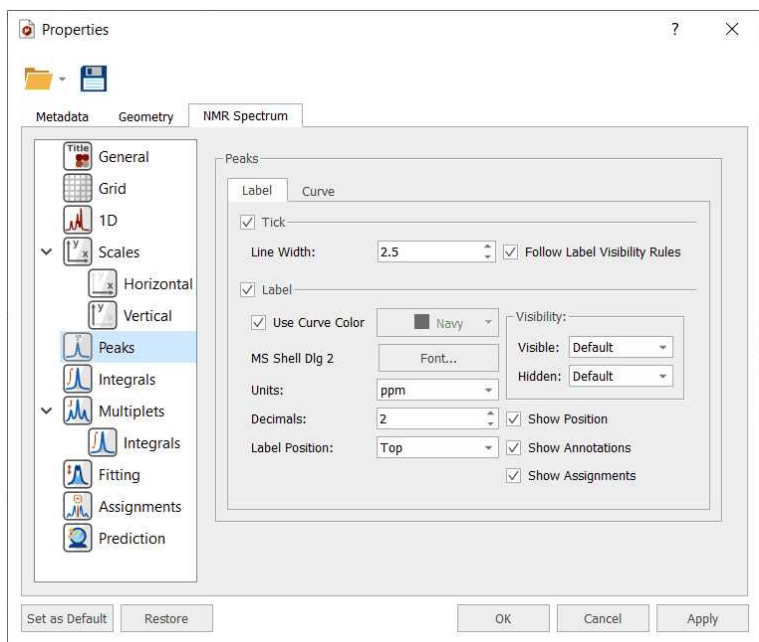 Properties
?
Metadata Geometry NMR Spectrum
Title
General
Grid
1D
y x
Scales
x
Horizontal
y
Vertical
Peaks
Integrals
Multiplets
Integrals
Fitting
Assignments
Prediction
Peaks
Label Curve
Tick
Line Width: 2.5 Follow Label Visibility Rules
Label
Use Curve Color Navy
MS Shell Dlg 2 Font...
Units: ppm
Decimals: 2
Label Position: Top
Visibility:
Visible: Default
Hidden: Default
Show Position
Show Annotations
Show Assignments
Set as Default Restore OK Cancel Apply